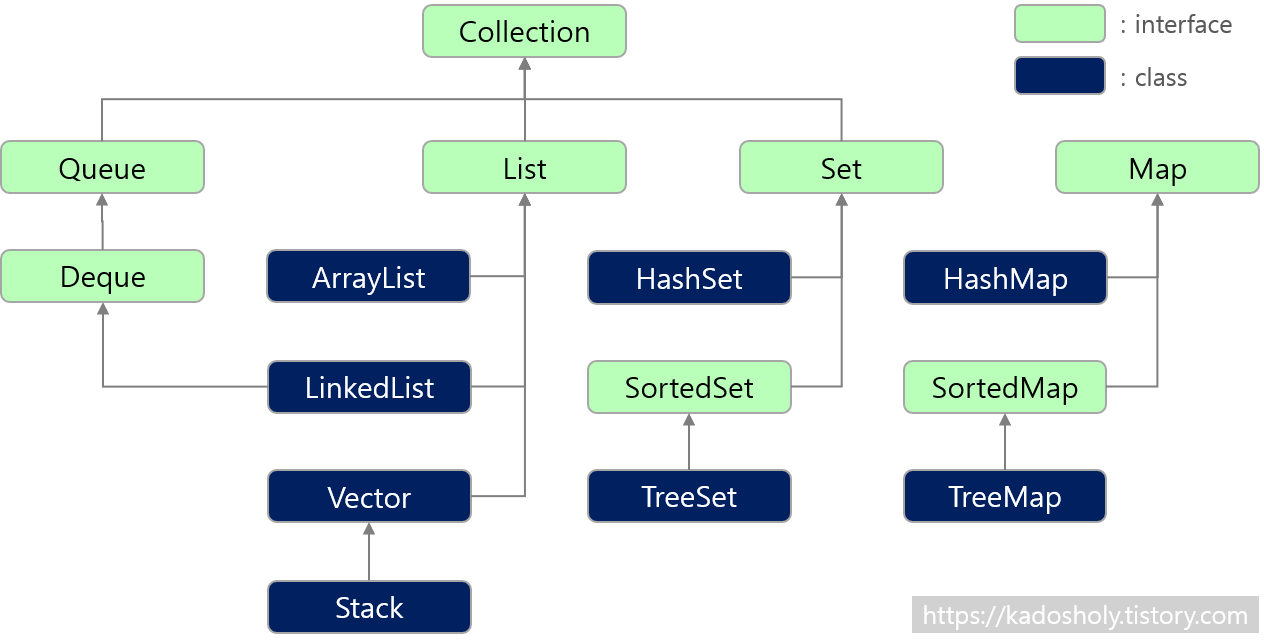 Collection
: interface
: class
Queue
List
Set
Map
Deque
ArrayList
HashSet
HashMap
LinkedList
SortedSet
SortedMap
Vector
TreeSet
TreeMap
Stack
https://kadosholy.tistory.com